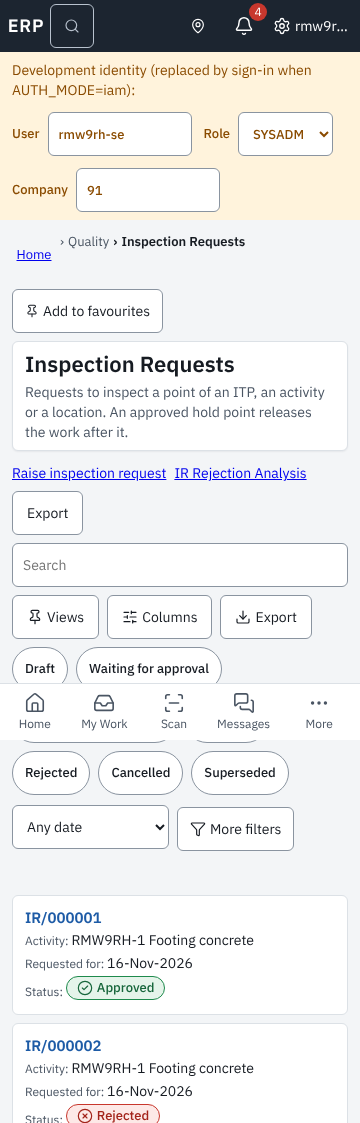 ERP
4
rmw9r...
Development identity (replaced by sign-in when
AUTH_MODE=iam):
User rmw9rh-se Role SYSADM
Company 91
Home › Quality › Inspection Requests
Add to favourites
Inspection Requests
Requests to inspect a point of an ITP, an activity
or a location. An approved hold point releases
the work after it.
Raise inspection request IR Rejection Analysis
Export
Search
Views Columns Export
Draft Waiting for approval
Home My Work Scan Messages More
Rejected Cancelled Superseded
Any date More filters
IR/000001
Activity: RMW9RH-1 Footing concrete
Requested for: 16-Nov-2026
Status: Approved
IR/000002
Activity: RMW9RH-1 Footing concrete
Requested for: 16-Nov-2026
Status: Rejected